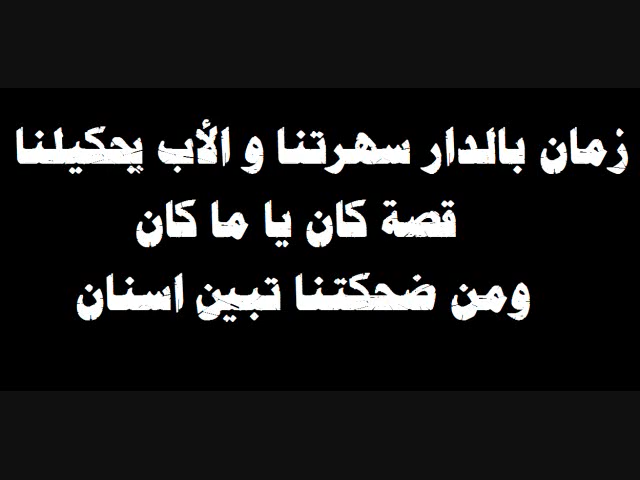 زمان بالدار سهرتنا و الأب يحكيلنا
قصة كان يا ما كان
ومن ضحكتنا تبين اسنان